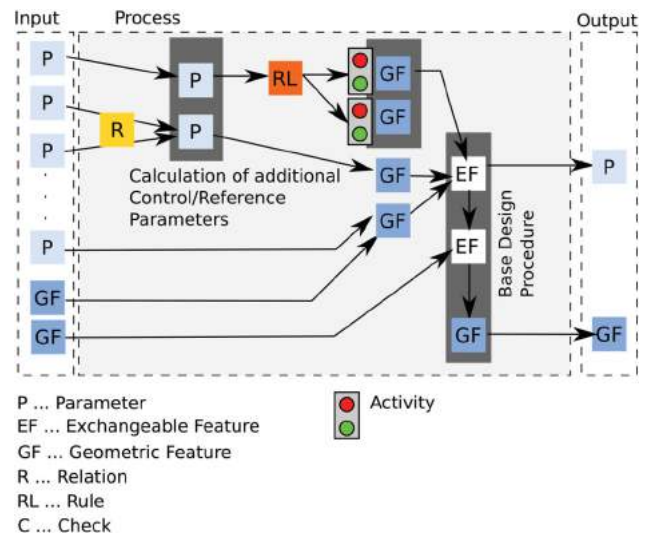 Input Process Output
P
P
P
P
GF
GF
R
P
P
RL
GF
GF
Calculation of additional
Control/Reference
Parameters
GF
GF
EF
EF
GF
Base Design
Procedure
P
GF
P ... Parameter
EF ... Exchangeable Feature
GF ... Geometric Feature
R ... Relation
RL ... Rule
C ... Check
Activity